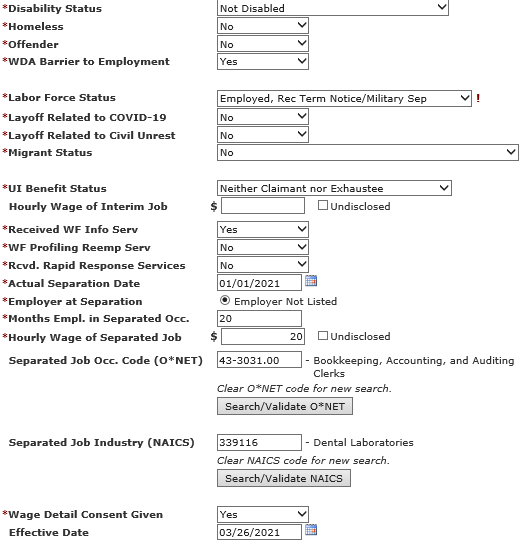 *Disability Status Not Disabled
*Homeless No
*Offender No
*WDA Barrier to Employment Yes
*Labor Force Status Employed, Rec Term Notice/Military Sep !
*Layoff Related to COVID-19 No
*Layoff Related to Civil Unrest No
*Migrant Status No
*UI Benefit Status Neither Claimant nor Exhaustee
Hourly Wage of Interim Job $ Undisclosed
*Received WF Info Serv Yes
*WF Profiling Reemp Serv No
*Rcvd. Rapid Response Services No
*Actual Separation Date 01/01/2021
*Employer at Separation Employer Not Listed
*Months Empl. in Separated Occ. 20
*Hourly Wage of Separated Job $ 20 Undisclosed
Separated Job Occ. Code (O*NET) 43-3031.00 - Bookkeeping, Accounting, and Auditing
Clerks
Clear O*NET code for new search.
Search/Validate O*NET
Separated Job Industry (NAICS) 339116 - Dental Laboratories
Clear NAICS code for new search.
Search/Validate NAICS
*Wage Detail Consent Given Yes
Effective Date 03/26/2021